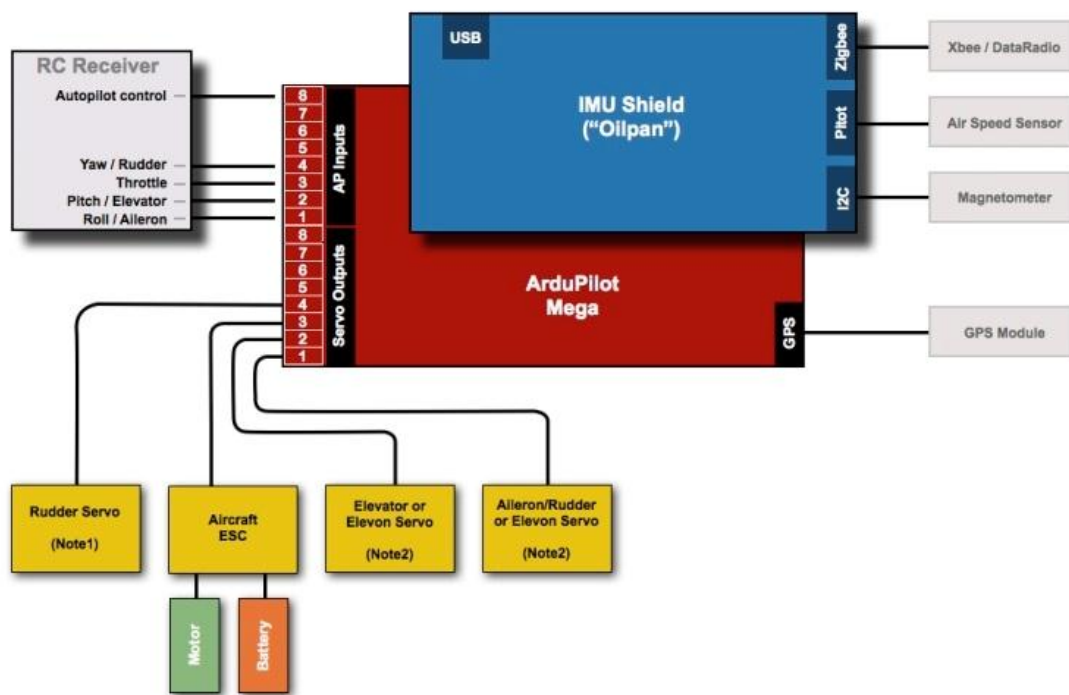 RC Receiver
Autopilot control
Yaw / Rudder
Throttle
Pitch / Elevator
Roll / Aileron
8
7
6
5
4
3
2
1
AP Inputs
8
7
6
5
4
3
2
1
Servo Outputs
USB
IMU Shield
(“Oilpan”)
Zigbee
Pitot
I2C
ArduPilot
Mega
GPS
Xbee / DataRadio
Air Speed Sensor
Magnetometer
GPS Module
Rudder Servo
(Note1)
Aircraft
ESC
Elevator or
Elevon Servo
(Note2)
Aileron/Rudder
or Elevon Servo
(Note2)
Motor
Battery